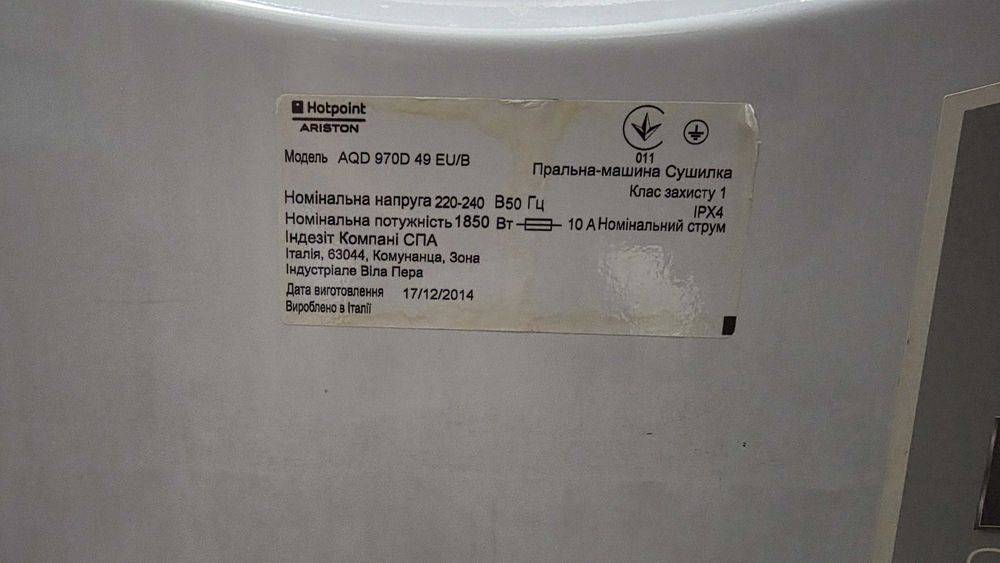 Hotpoint
ARISTON
011
Модель AQD 970D 49 EU/B
Пральна-машина Сушилка
Клас захисту 1
Номінальна напруга 220-240 В50 Гц
IPX4
Номінальна потужність 1850 Вт 10 А Номінальний струм
Індезіт Компані СПА
Італія, 63044, Комунанца, Зона
Індустріале Віла Пера
Дата виготовлення 17/12/2014
Вироблено в Італії